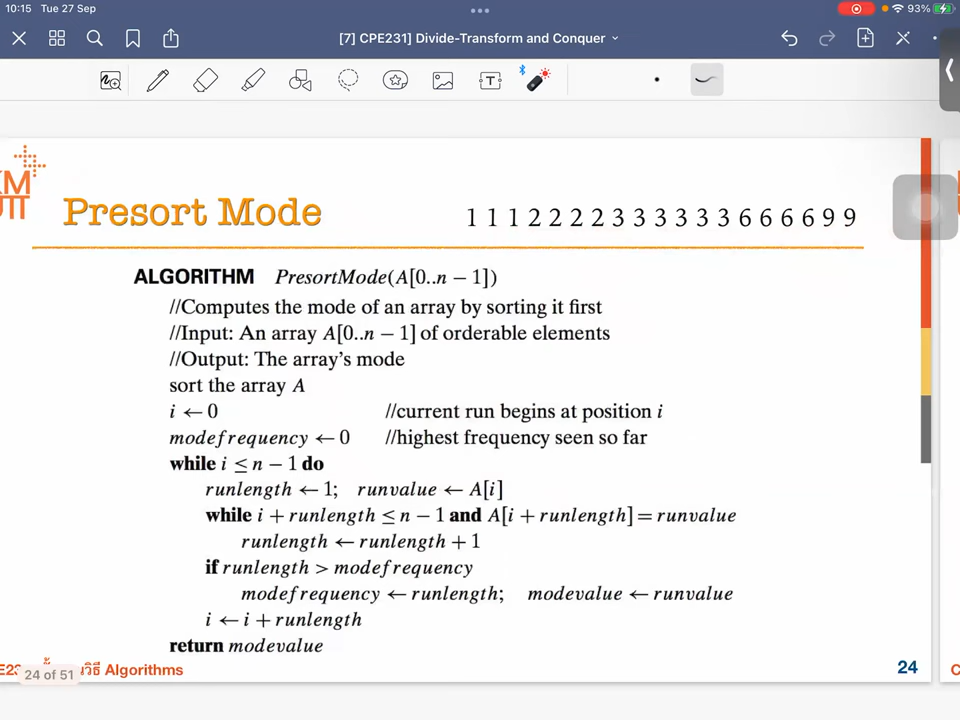 10:15 Tue 27 Sep
93%
[7] CPE231] Divide-Transform and Conquer
T
Presort Mode
1 1 1 2 2 2 2 3 3 3 3 3 3 6 6 6 6 9 9
ALGORITHM PresortMode(A[0..n − 1])
//Computes the mode of an array by sorting it first
//Input: An array A[0..n − 1] of orderable elements
//Output: The array's mode
sort the array A
i ← 0 //current run begins at position i
modefrequency ← 0 //highest frequency seen so far
while i ≤ n − 1 do
runlength ← 1; runvalue ← A[i]
while i + runlength ≤ n − 1 and A[i + runlength] = runvalue
runlength ← runlength + 1
if runlength > modefrequency
modefrequency ← runlength; modevalue ← runvalue
i ← i + runlength
return modevalue
24 of 51
Algorithms
24